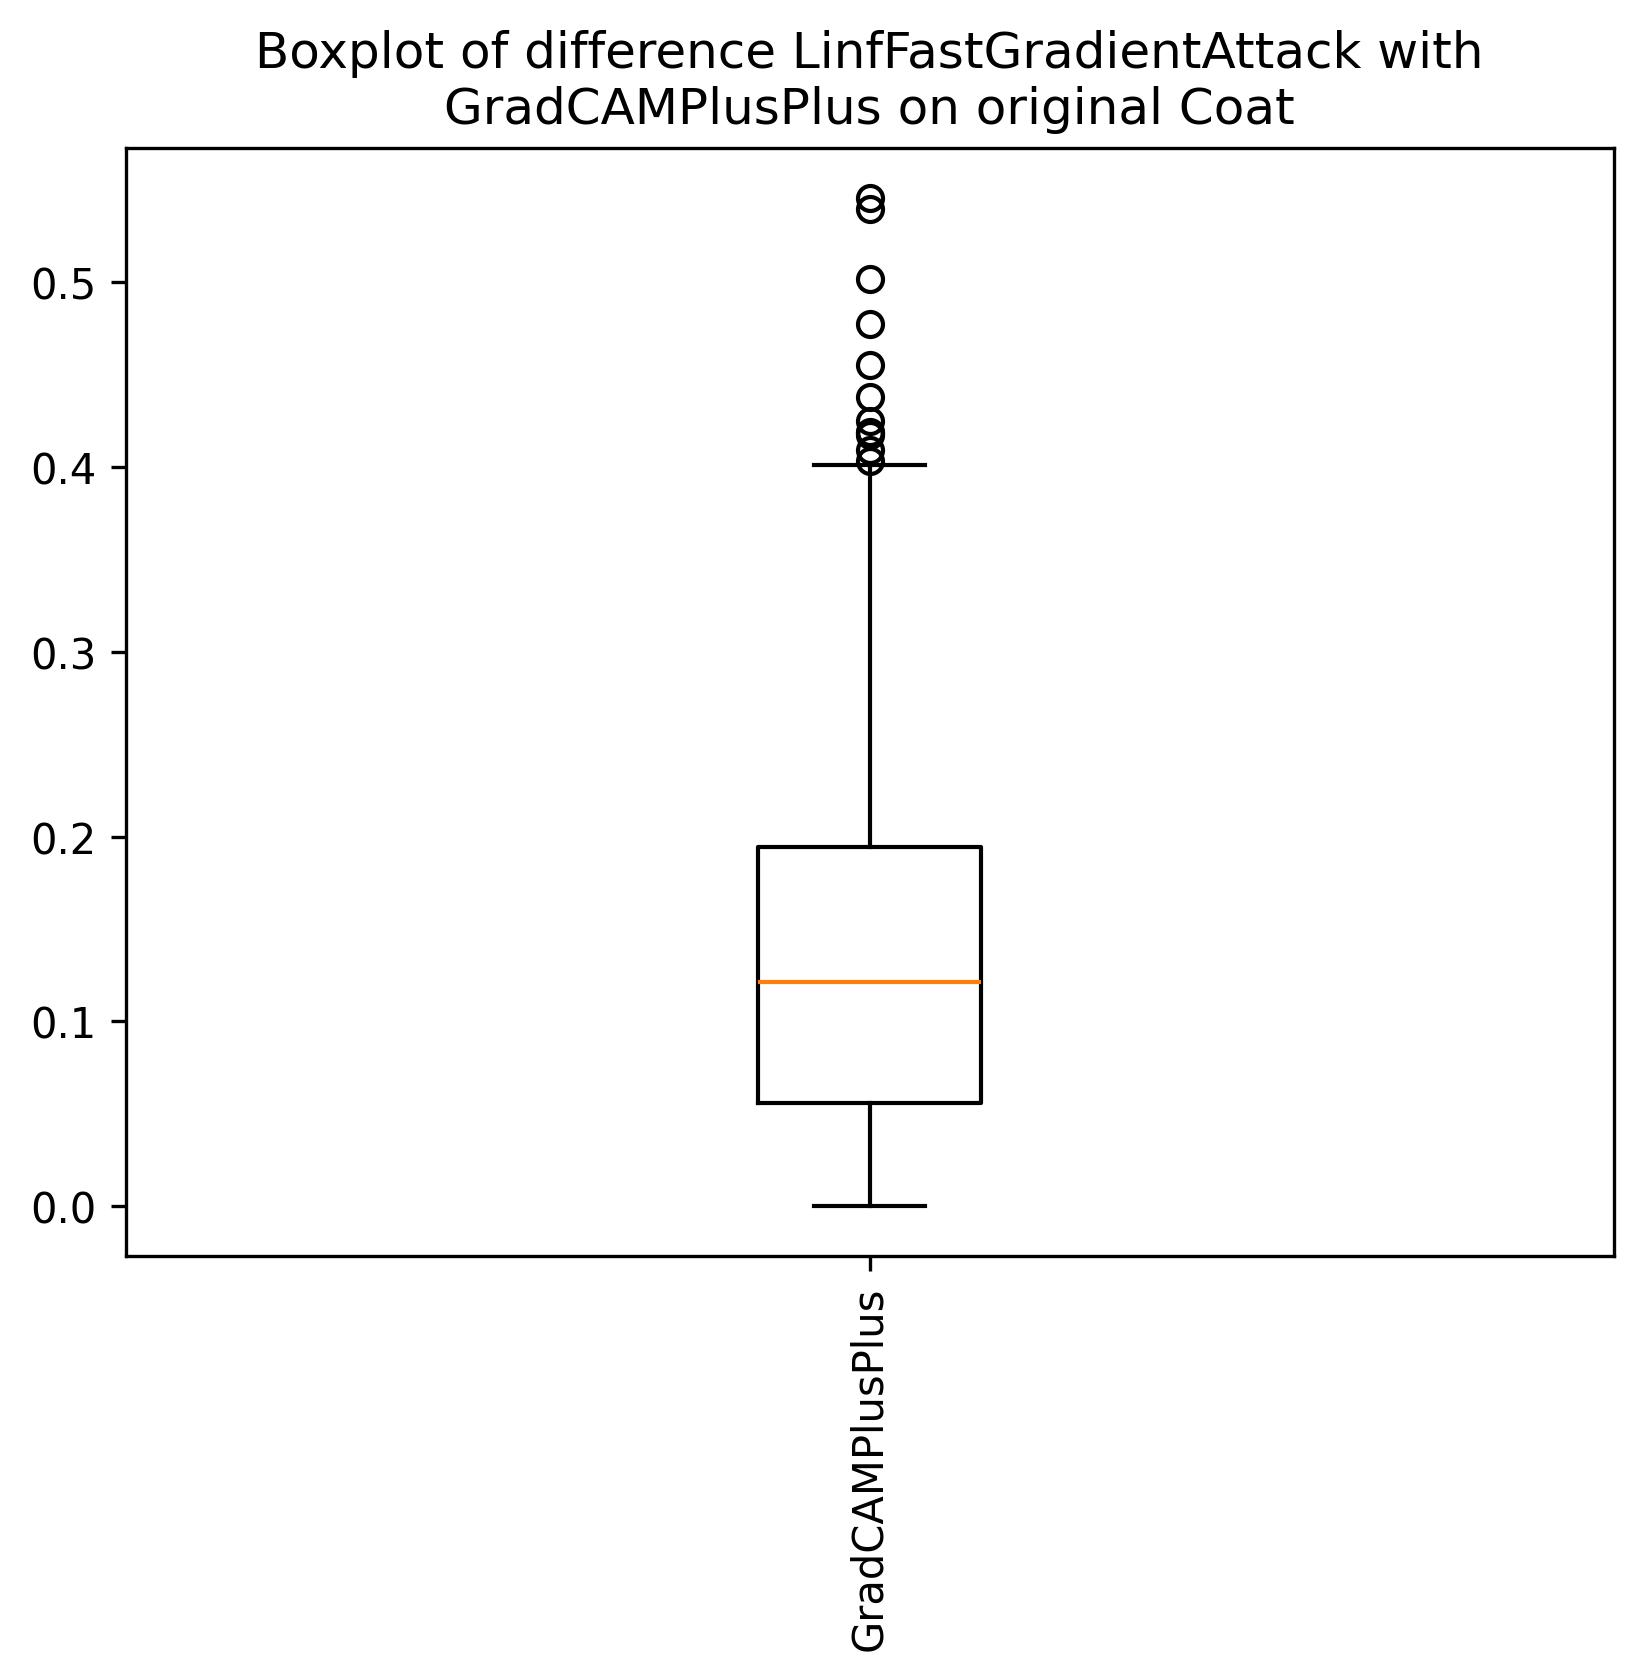 Boxplot of difference LinfFastGradientAttack with
GradCAMPlusPlus on original Coat
0.5
0.4
0.3
0.2
0.1
0.0
GradCAMPlusPlus